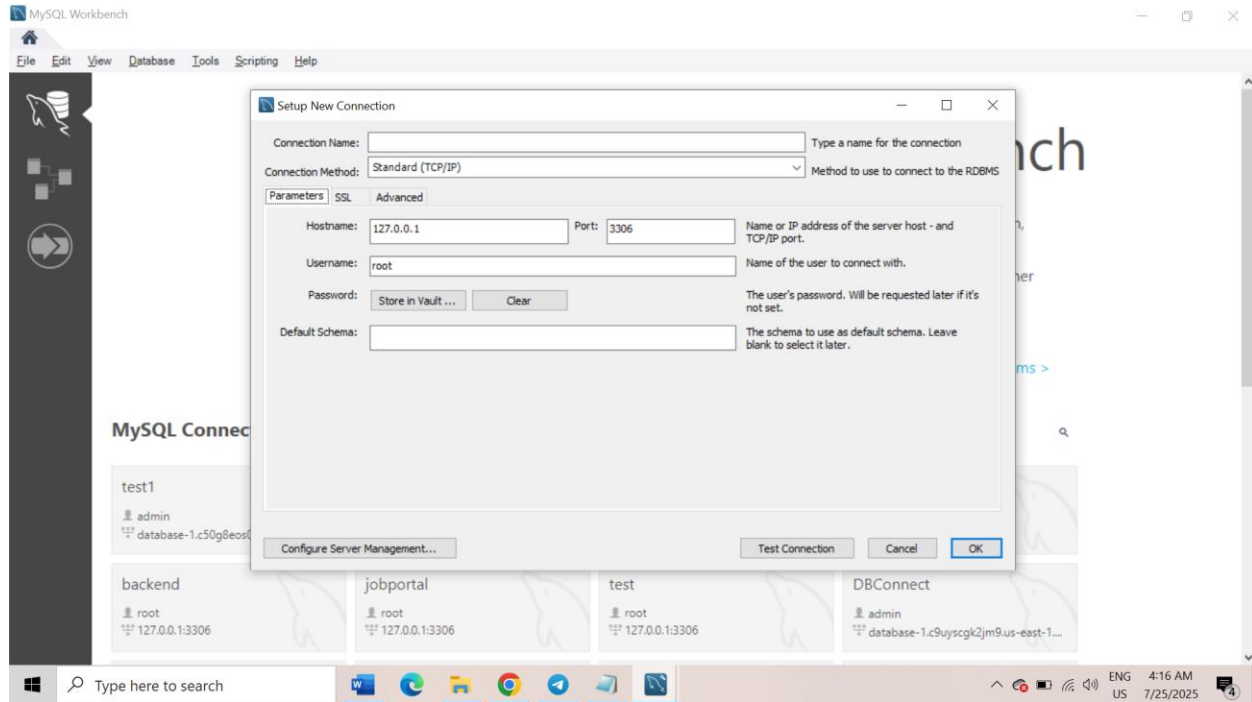 MySQL Workbench
File Edit View Database Tools Scripting Help
Setup New Connection
Connection Name: Type a name for the connection
Connection Method: Standard (TCP/IP) Method to use to connect to the RDBMS
Parameters SSL Advanced
Hostname: 127.0.0.1 Port: 3306 Name or IP address of the server host - and
TCP/IP port.
Username: root Name of the user to connect with.
Password: Store in Vault ... Clear The user's password. Will be requested later if it's
not set.
Default Schema: The schema to use as default schema. Leave
blank to select it later.
Configure Server Management... Test Connection Cancel OK
nch
n,
ner
ms >
MySQL Connec
test1
admin
database-1.c50g8eos
backend jobportal test DBConnect
root root root admin
127.0.0.1:3306 127.0.0.1:3306 127.0.0.1:3306 database-1.c9uyscgk2jm9.us-east-1....
Type here to search
ENG 4:16 AM
US 7/25/2025
4